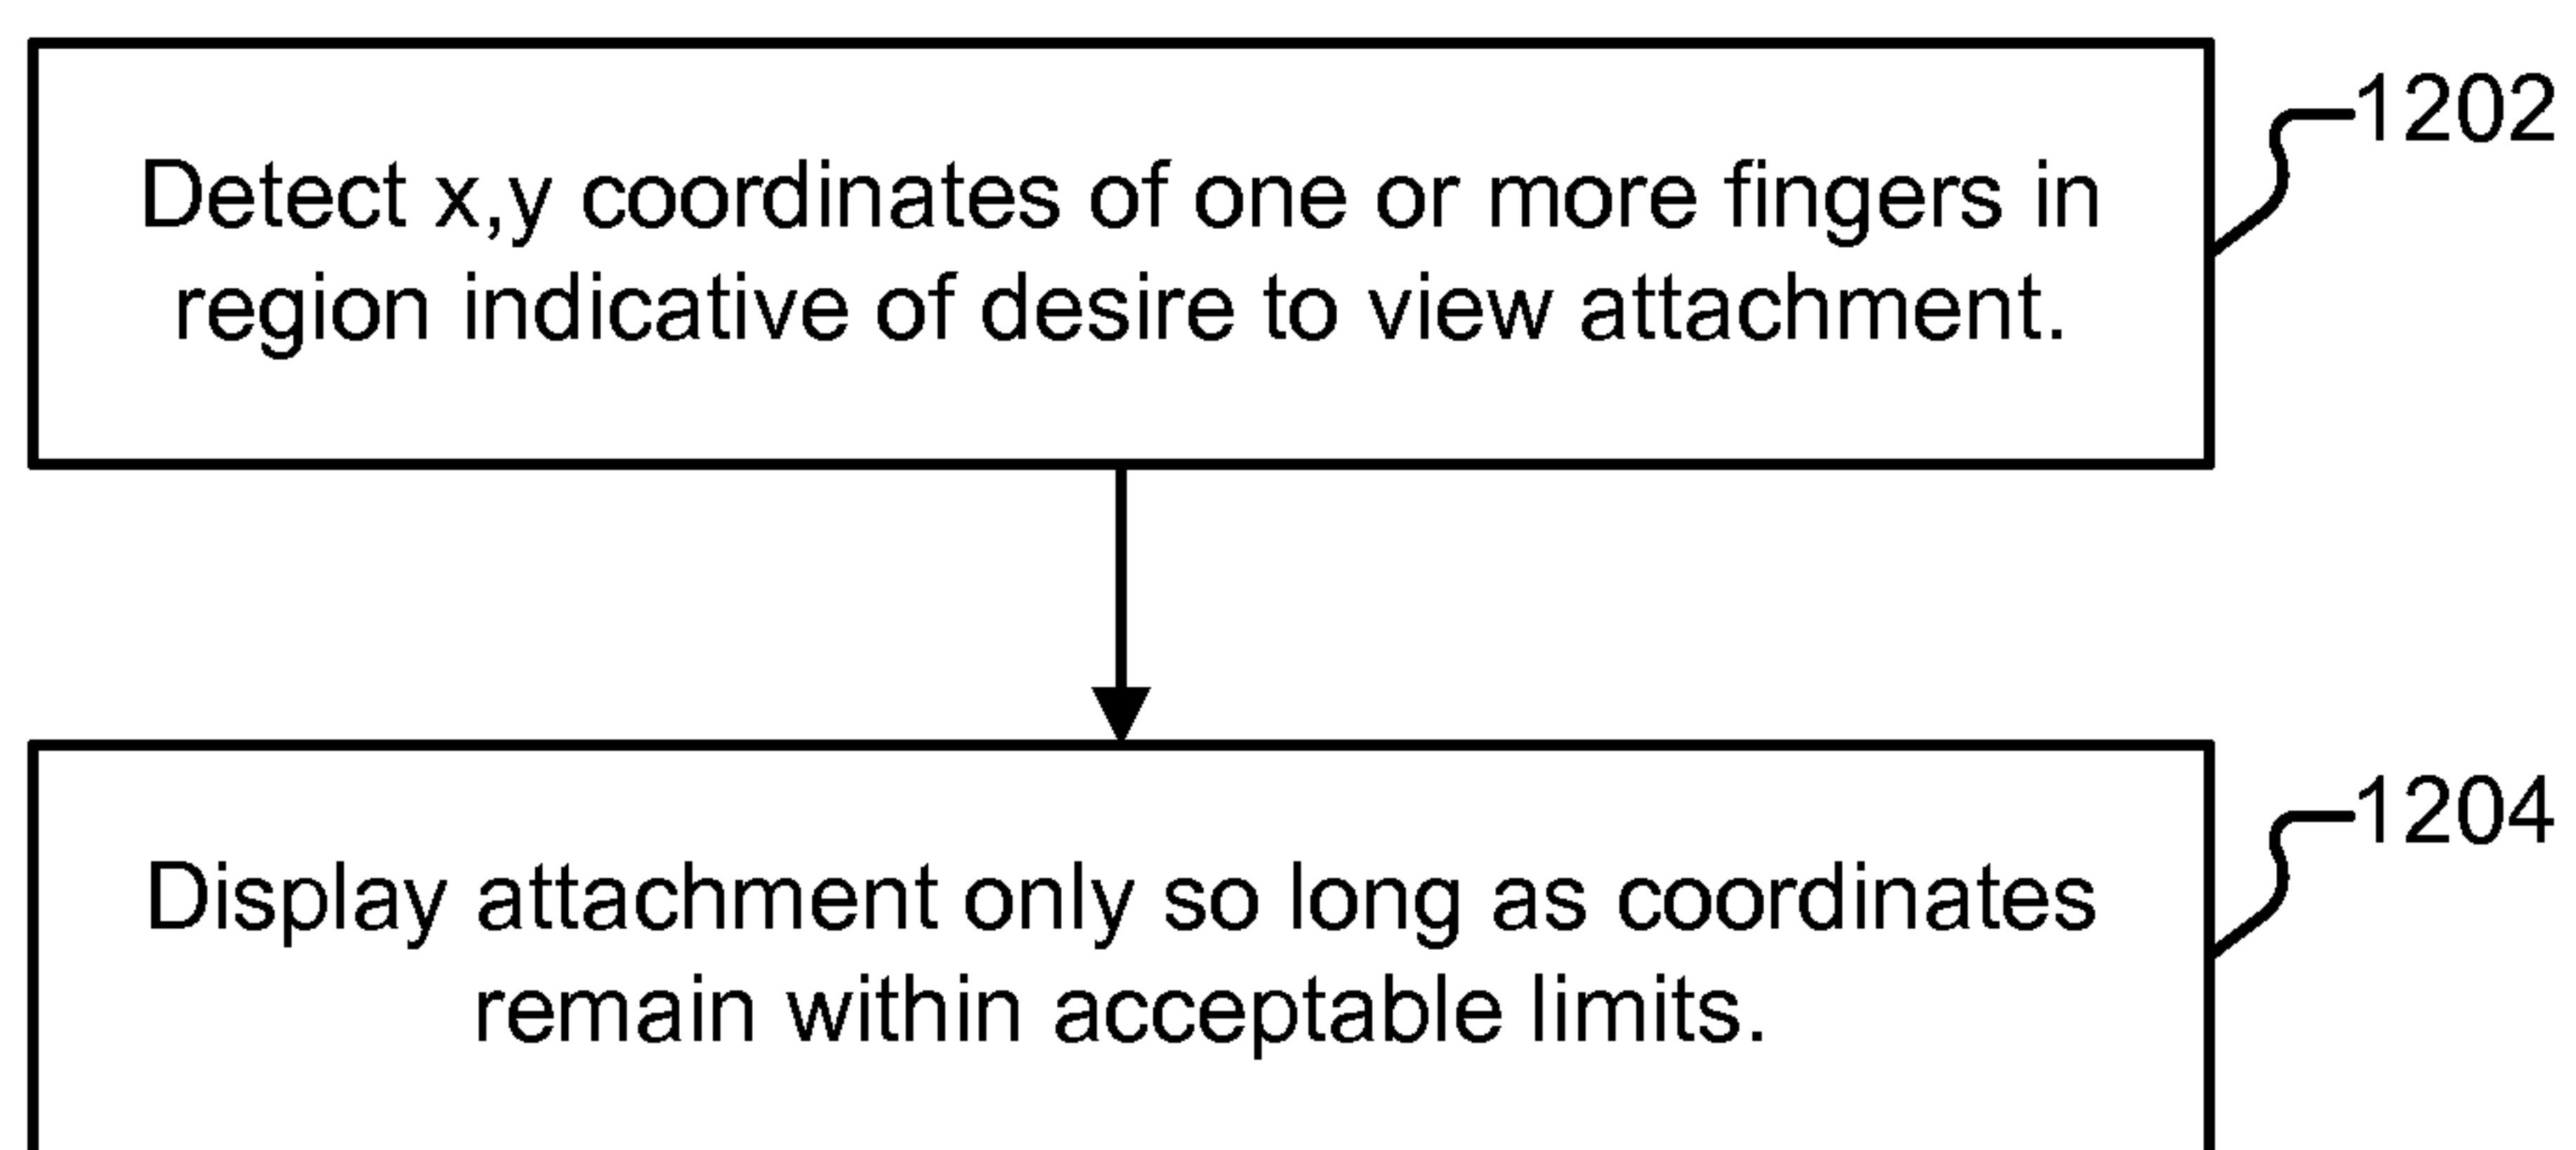 1202
Detect x,y coordinates of one or more fingers in
region indicative of desire to view attachment.
1204
Display attachment only so long as coordinates
remain within acceptable limits.